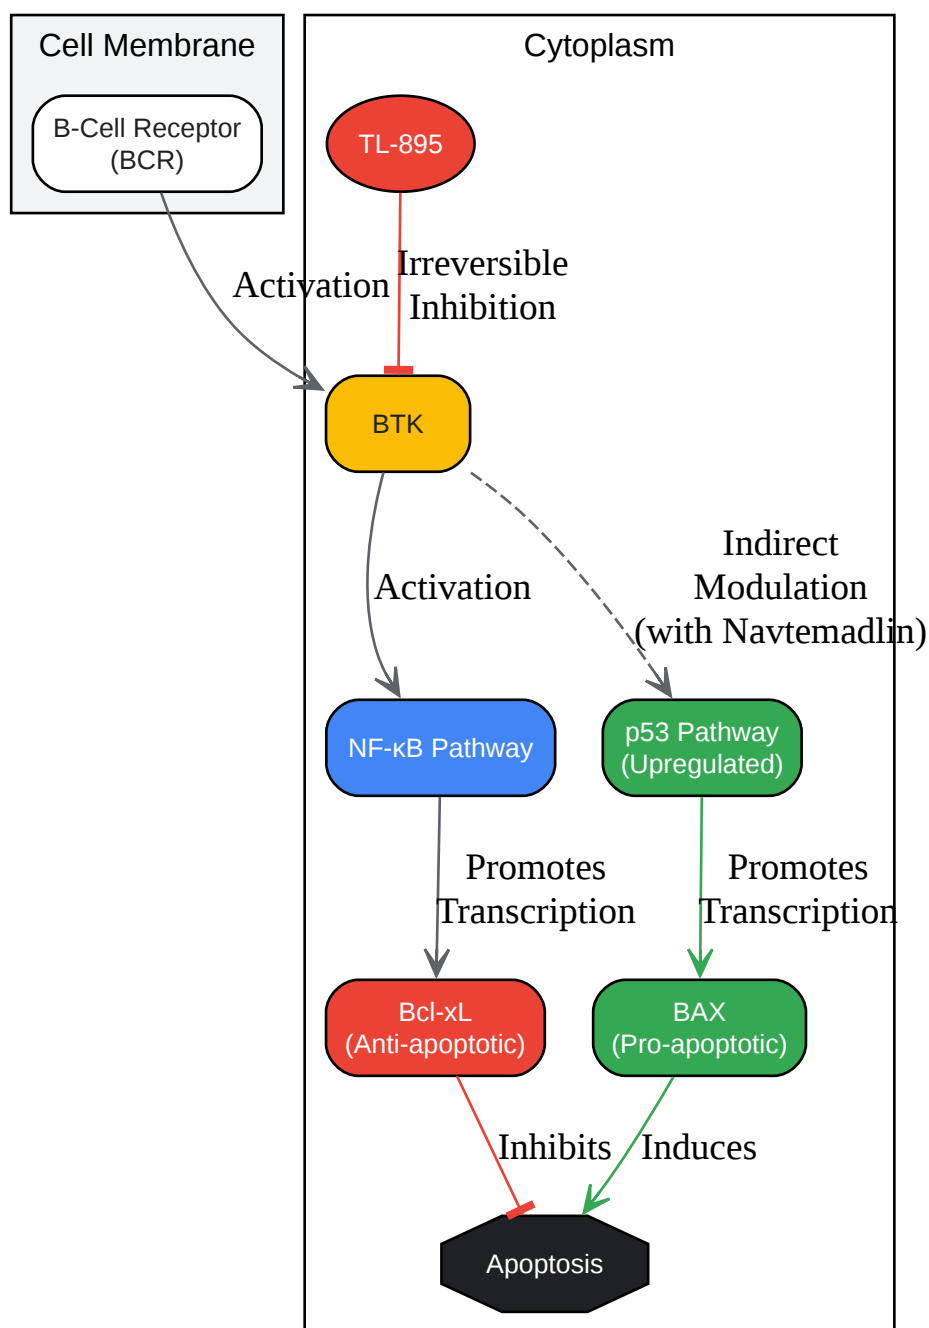 Cell Membrane
Cytoplasm
B-Cell Receptor
(BCR)
TL-895
Activation
Irreversible
Inhibition
BTK
Activation
Indirect
Modulation
(with Navtemadlin)
NF-κB Pathway
p53 Pathway
(Upregulated)
Promotes
Transcription
Promotes
Transcription
Bcl-xL
(Anti-apoptotic)
BAX
(Pro-apoptotic)
Inhibits
Induces
Apoptosis